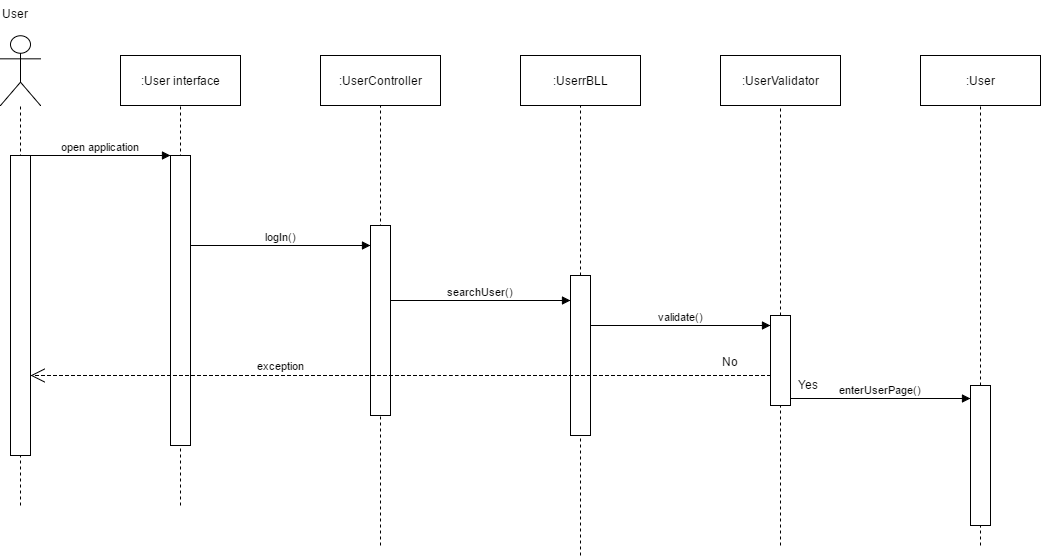 User
:User interface
:UserController
:UserrBLL
:UserValidator
:User
open application
logIn()
searchUser()
validate()
No
exception
Yes
enterUserPage()